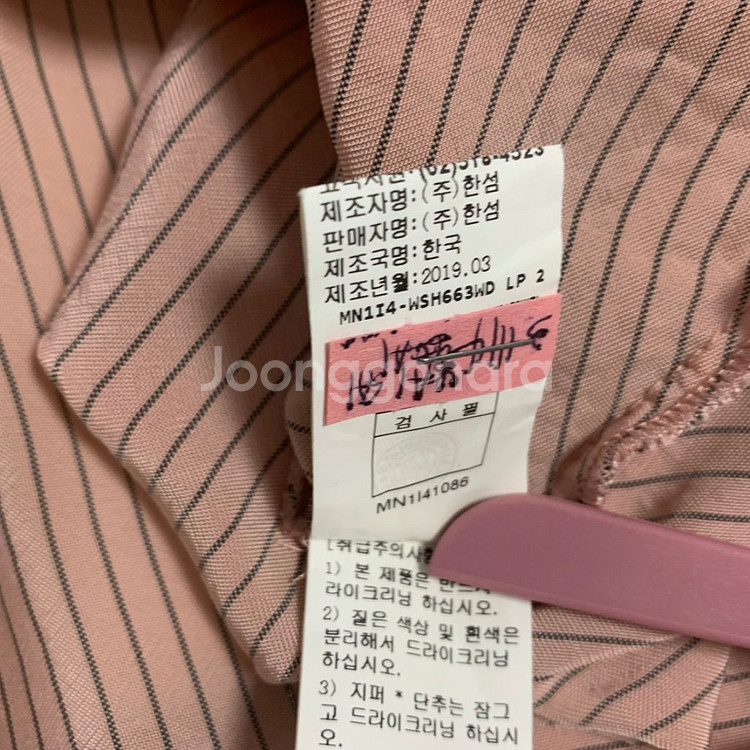 제조자명:(주)한섬
판매자명:(주)한섬
제조국명:한국
제조년월:2019.03
MN1I4-WSH663WD LP 2
Joonggonara
검 사 필
MN1I41086
[취급주의사항
1) 본 제품은 반드시
라이크리닝 하십시오.
2) 짙은 색상 및 흰색은
분리해서 드라이크리닝
하십시오.
3) 지퍼 * 단추는 잠그
고 드라이크리닝 하십시
오.